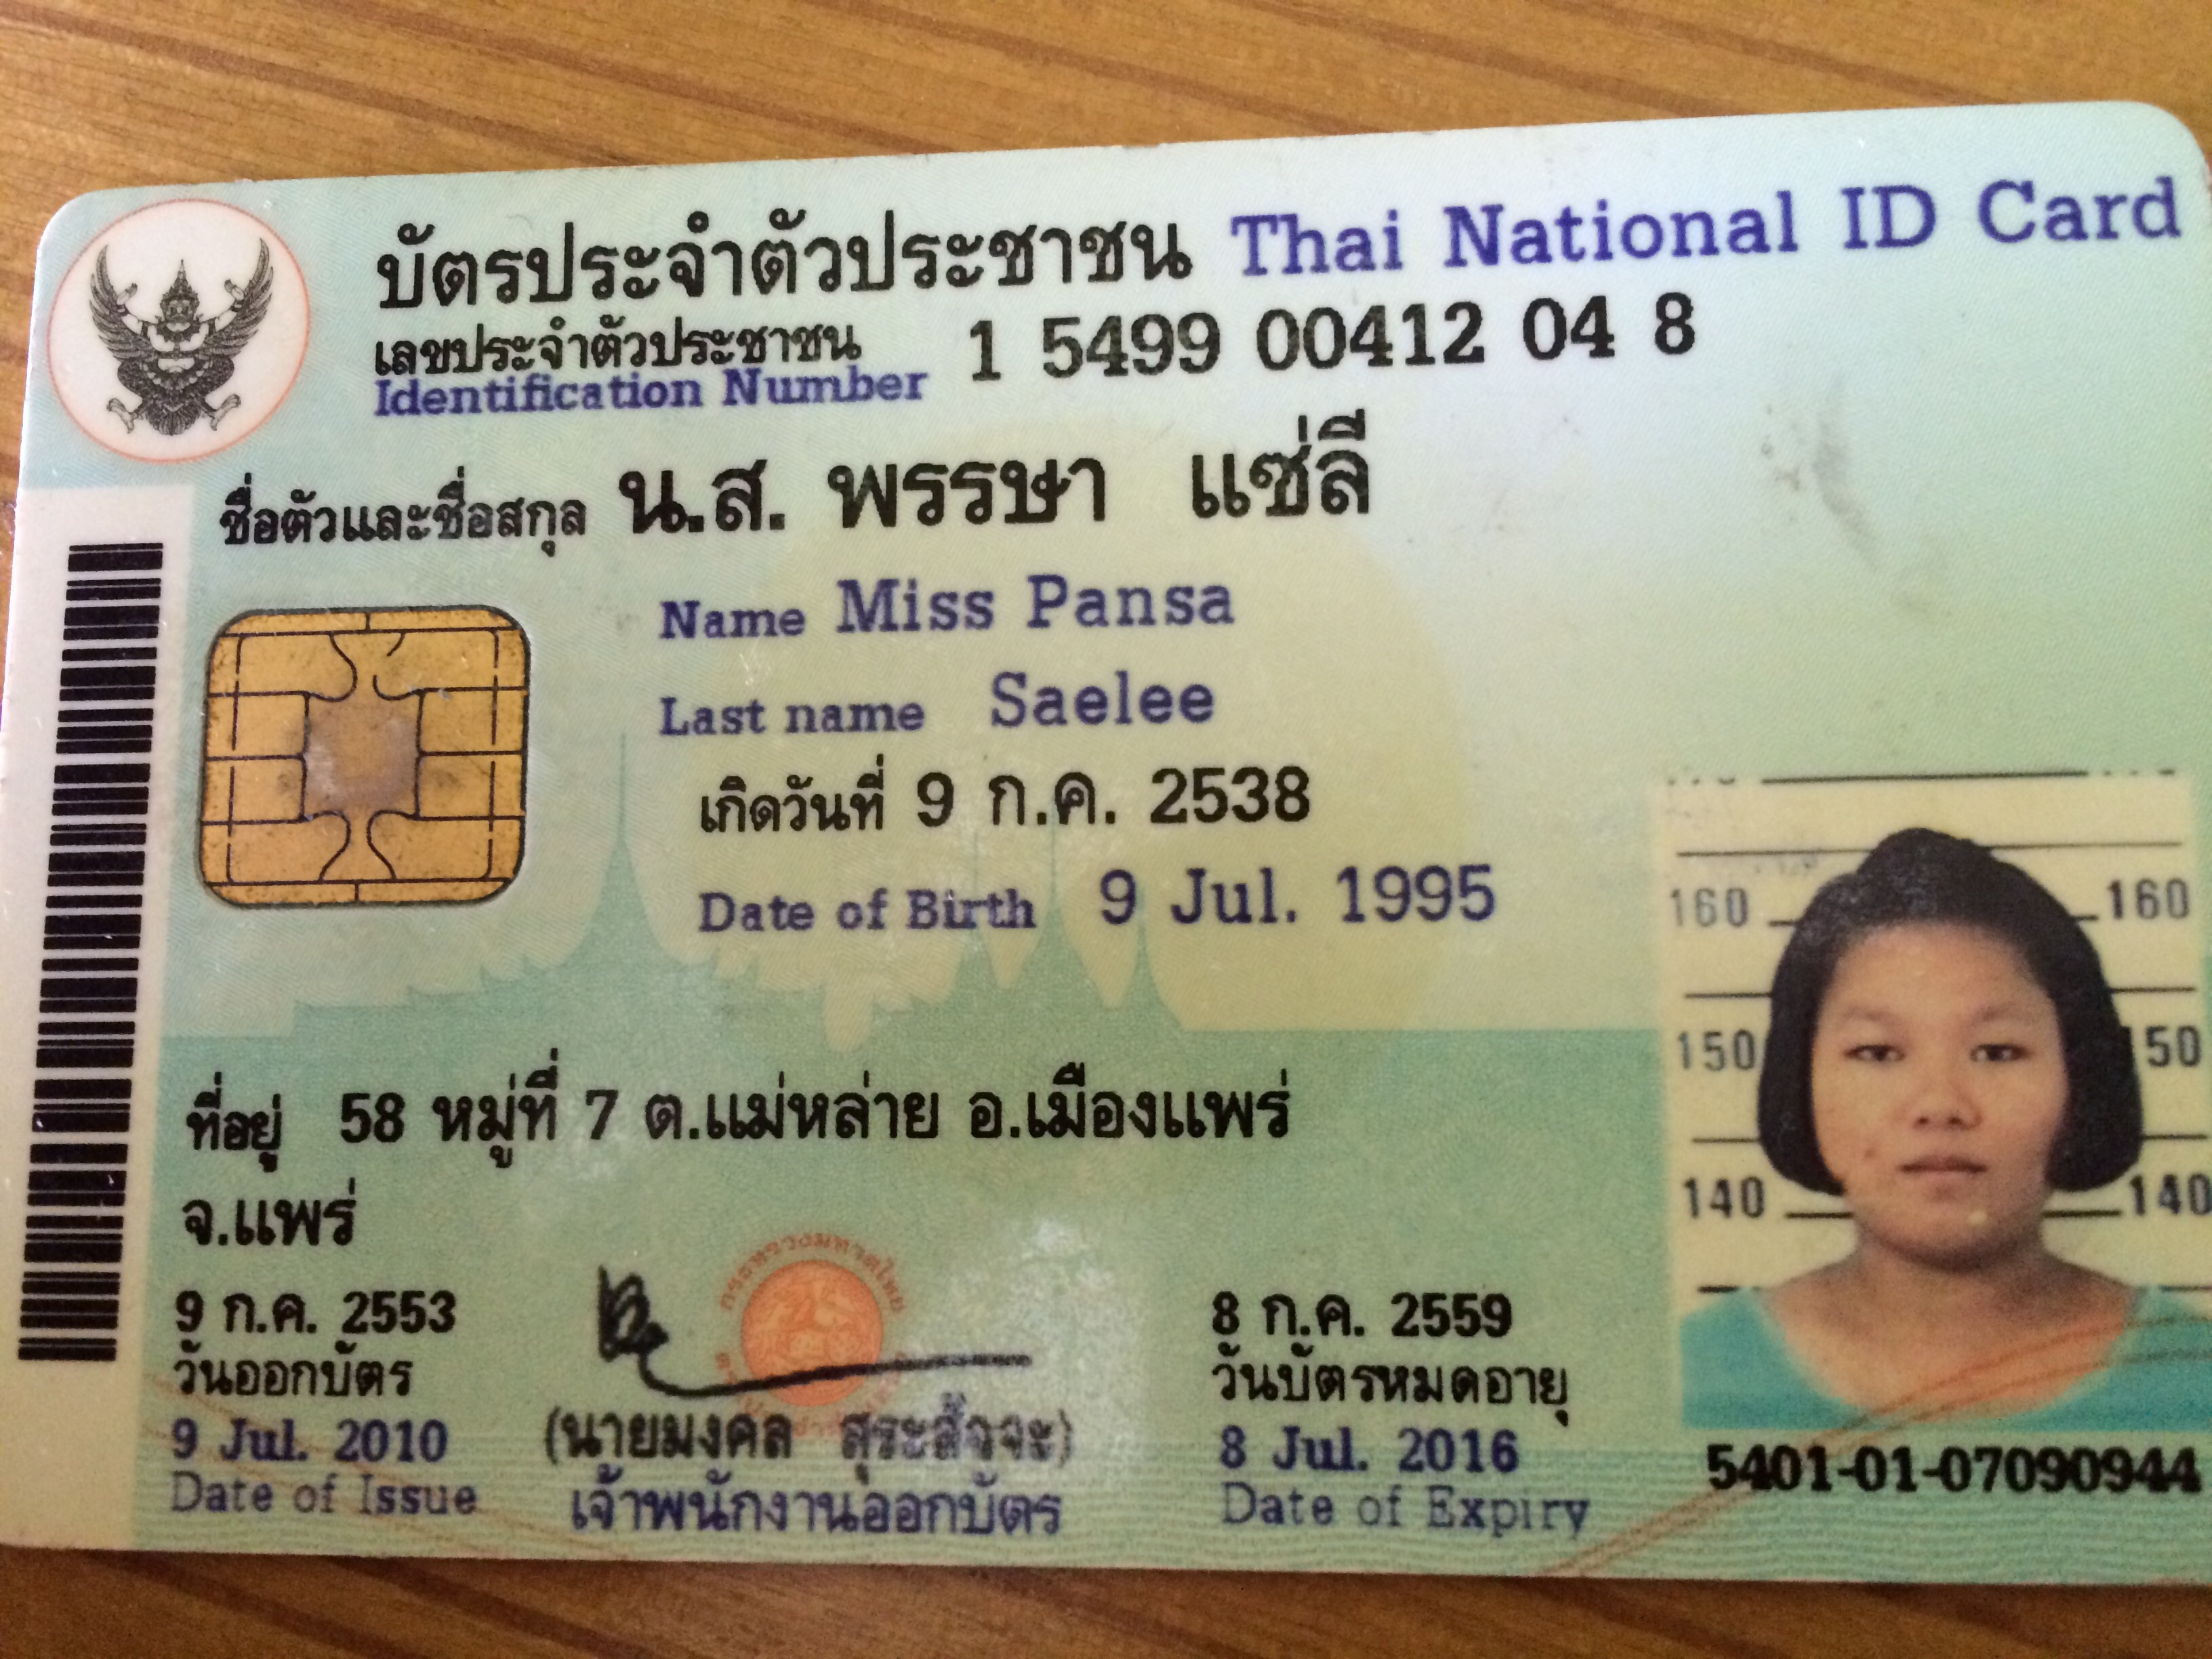 บัตรประจำตัวประชาชน Thai National ID Card
เลขประจำตัวประชาชน 1 5499 00412 04 8
Identification Number
ชื่อตัวและชื่อสกุล น.ส. พรรษา แซ่ลี
Name Miss Pansa
Last name Saelee
เกิดวันที่ 9 ก.ค. 2538
Date of Birth 9 Jul. 1995
ที่อยู่ 58 หมู่ที่ 7 ต.แม่หล่าย อ.เมืองแพร่
จ.แพร่
9 ก.ค. 2553
วันออกบัตร
9 Jul. 2010
Date of Issue
(นายมงคล สุระสัจจะ)
เจ้าพนักงานออกบัตร
8 ก.ค. 2559
วันบัตรหมดอายุ
8 Jul. 2016
Date of Expiry
160 160
150 150
140 140
5401-01-07090944